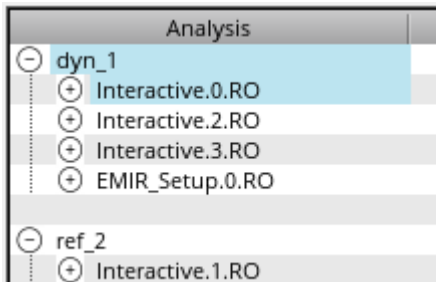 Analysis
dyn_1
Interactive.0.RO
Interactive.2.RO
Interactive.3.RO
EMIR_Setup.0.RO
ref_2
Interactive.1.RO